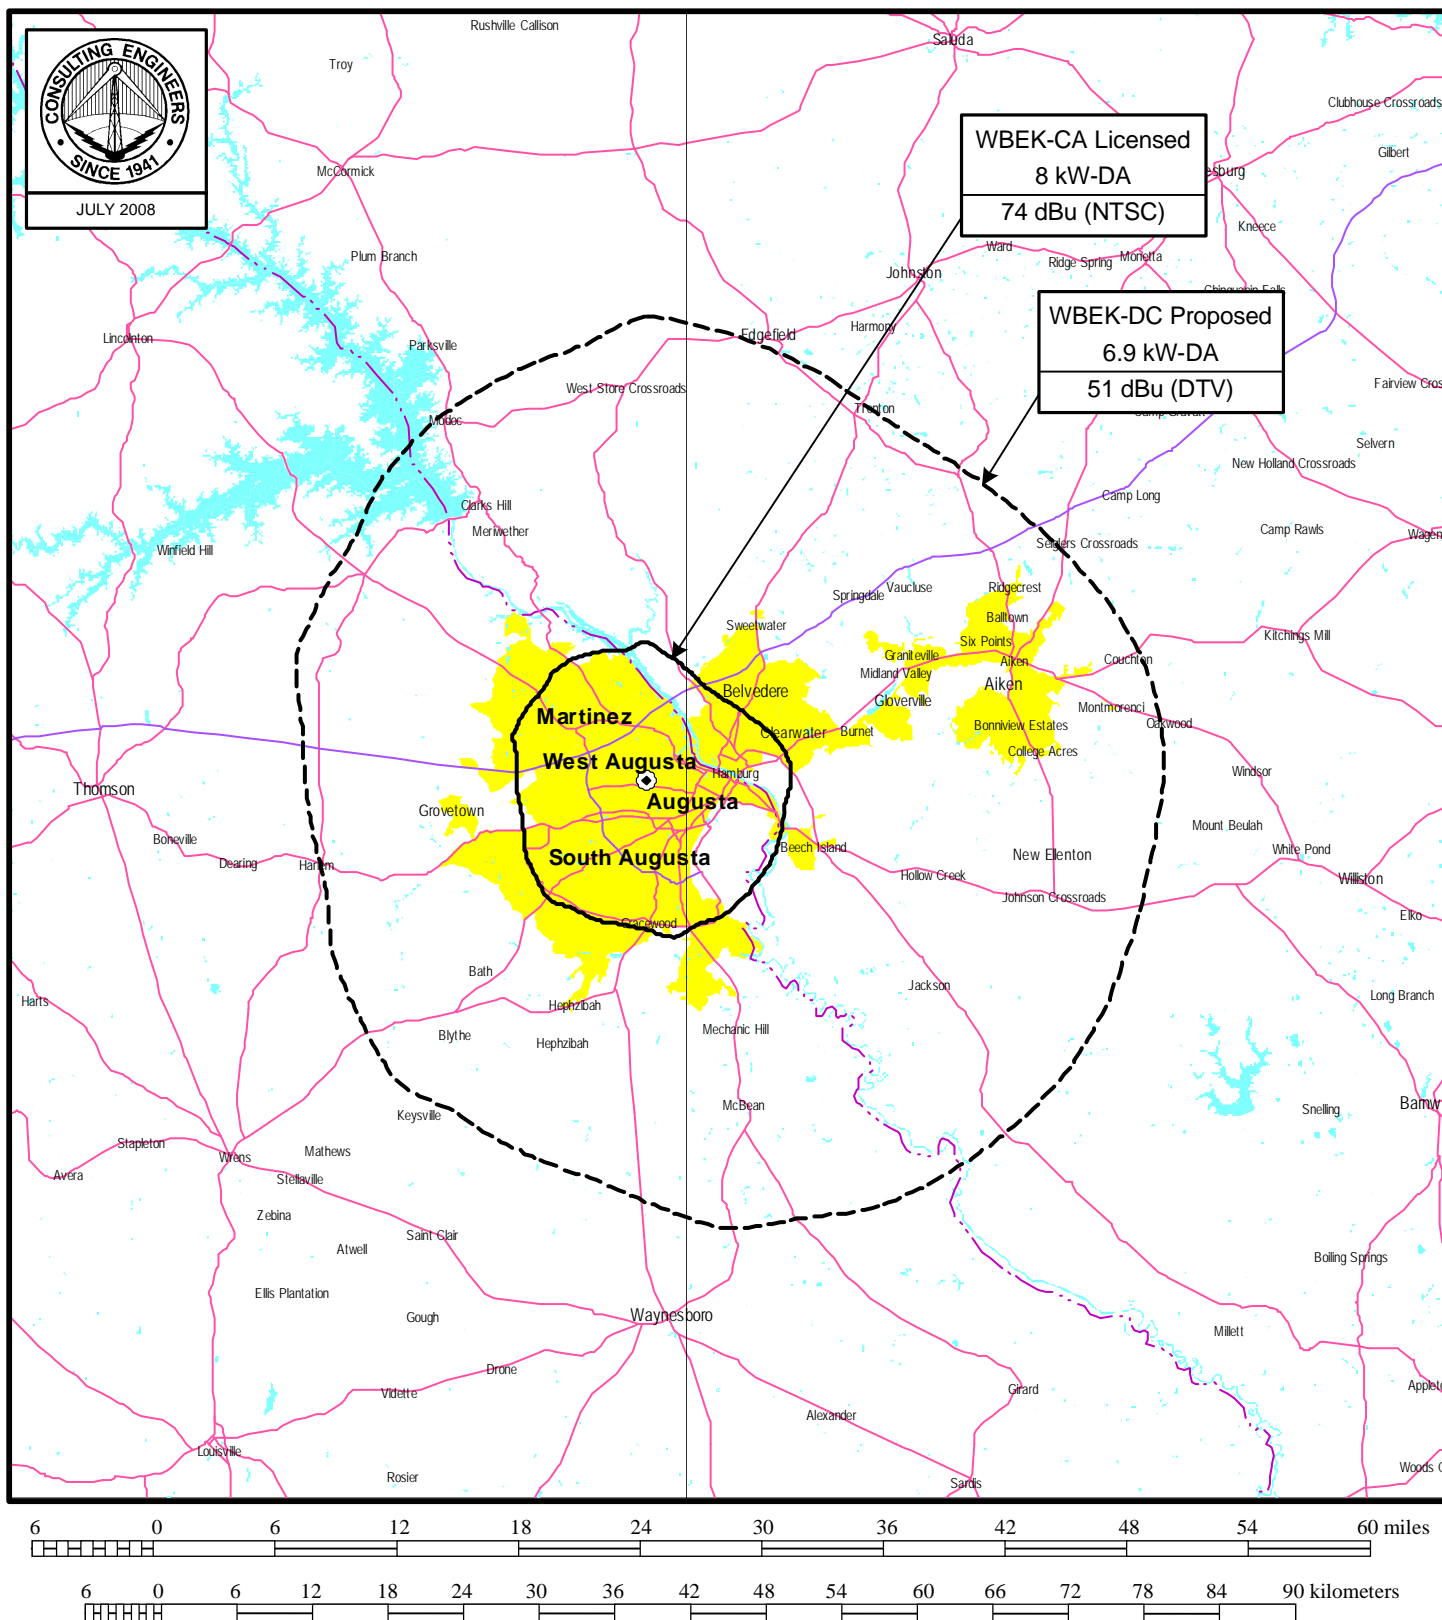 Rushville Callison
Saluda
CONSULTING ENGINEERS
SINCE 1941
JULY 2008
Troy
Clubhouse Crossroads
WBEK-CA Licensed
8 kW-DA
74 dBu (NTSC)
Gilbert
McCormick
esburg
Kneece
Plum Branch
Ward
Ridge Spring
Monetta
Johnston
WBEK-DC Proposed
6.9 kW-DA
51 dBu (DTV)
Harmony
Edgefield
Lincolnton
Parksville
West Store Crossroads
Fairview Cros
Trenton
Modoc
Selvern
New Holland Crossroads
Camp Long
Clarks Hill
Meriwether
Camp Rawls
Wagen
Seiglers Crossroads
Winfield Hill
Vaucluse
Ridgecrest
Springdale
Sweetwater
Balltown
Six Points
Kitchings Mill
Graniteville
Aiken
Couchton
Midland Valley
Aiken
Belvedere
Gloverville
Montmorenci
Martinez
Clearwater
Burnet
Bonniview Estates
Oakwood
College Acres
West Augusta
Hamburg
Windsor
Thomson
Augusta
Grovetown
Mount Beulah
Boneville
South Augusta
Beech Island
New Ellenton
White Pond
Dearing
Harlem
Hollow Creek
Williston
Johnson Crossroads
Elko
Gracewood
Bath
Jackson
Long Branch
Harts
Hephzibah
Mechanic Hill
Blythe
Hephzibah
McBean
Keysville
Snelling
Barnw
Stapleton
Mathews
Wrens
Avera
Stellaville
Zebina
Saint Clair
Atwell
Boiling Springs
Ellis Plantation
Gough
Waynesboro
Millett
Drone
Vidette
Girard
Appleto
Alexander
Louisville
Rosier
Sardis
Woods C
6 0 6 12 18 24 30 36 42 48 54 60 miles
6 0 6 12 18 24 30 36 42 48 54 60 66 72 78 84 90 kilometers